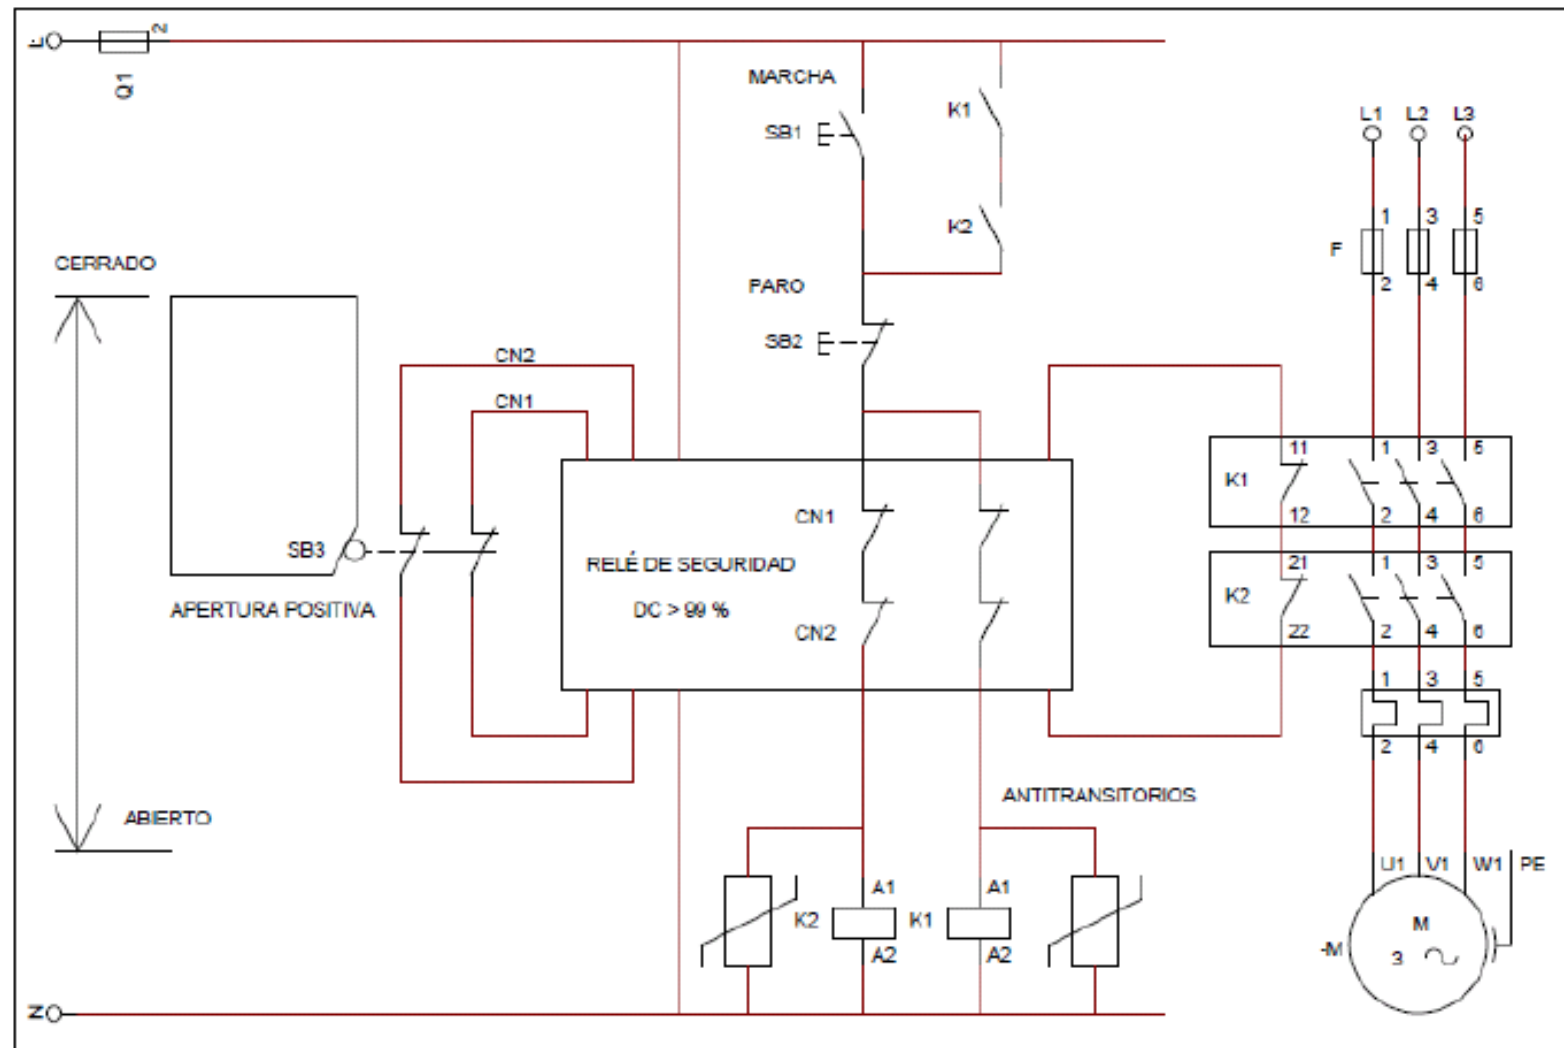 F
Q1
2
MARCHA
SB1
K1
K2
L1 L2 L3
1 3 5
F
2 4 6
CERRADO
PARO
SB2
CN2
CN1
SB3
APERTURA POSITIVA
RELÉ DE SEGURIDAD
DC > 99 %
CN1
CN2
11 1 3 5
K1
12 2 4 6
21 1 3 5
K2
22 2 4 6
1 3 5
2 4 6
ABIERTO
ANTITRANSITORIOS
K2
A1
A2
K1
A1
A2
U1 V1 W1 PE
-M
M
3
N